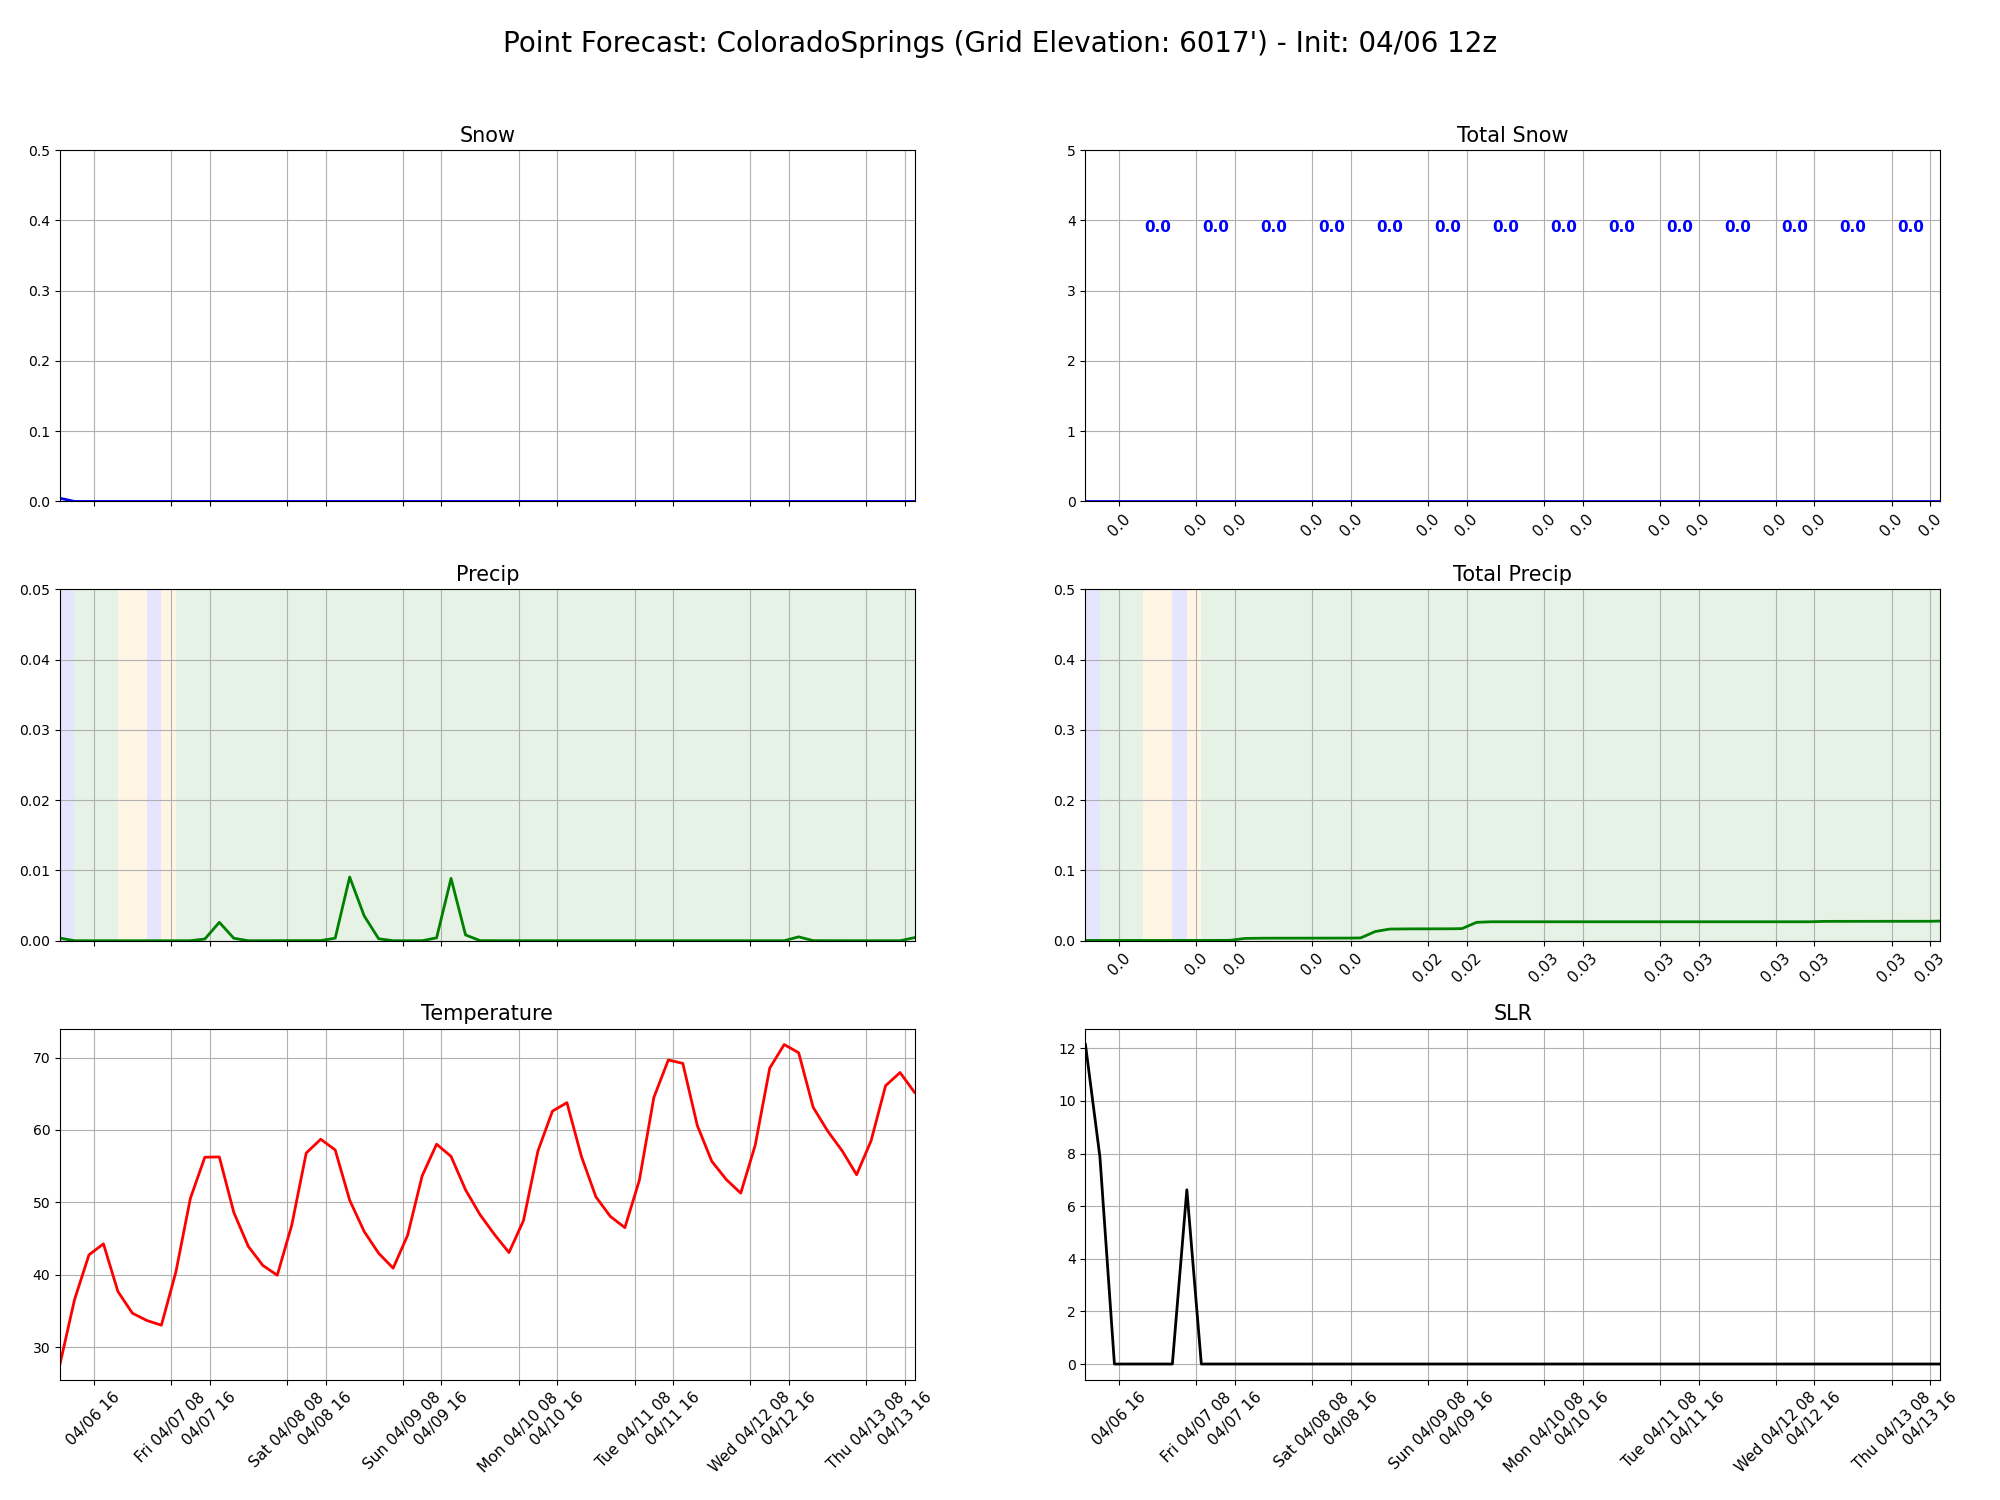 Point Forecast: ColoradoSprings (Grid Elevation: 6017') - Init: 04/06 12z
Snow
0.5
0.4
0.3
0.2
0.1
0.0
Total Snow
5
4
3
2
1
0
0.0 0.0 0.0 0.0 0.0 0.0 0.0 0.0 0.0 0.0 0.0 0.0 0.0 0.0
0.0 0.0 0.0 0.0 0.0 0.0 0.0 0.0 0.0 0.0 0.0 0.0 0.0 0.0 0.0
Precip
0.05
0.04
0.03
0.02
0.01
0.00
Total Precip
0.5
0.4
0.3
0.2
0.1
0.0
0.0 0.0 0.0 0.0 0.0 0.02 0.02 0.03 0.03 0.03 0.03 0.03 0.03 0.03 0.03
Temperature
70
60
50
40
30
04/06 16
Fri 04/07 08
04/07 16
Sat 04/08 08
04/08 16
Sun 04/09 08
04/09 16
Mon 04/10 08
04/10 16
Tue 04/11 08
04/11 16
Wed 04/12 08
04/12 16
Thu 04/13 08
04/13 16
SLR
12
10
8
6
4
2
0
04/06 16
Fri 04/07 08
04/07 16
Sat 04/08 08
04/08 16
Sun 04/09 08
04/09 16
Mon 04/10 08
04/10 16
Tue 04/11 08
04/11 16
Wed 04/12 08
04/12 16
Thu 04/13 08
04/13 16